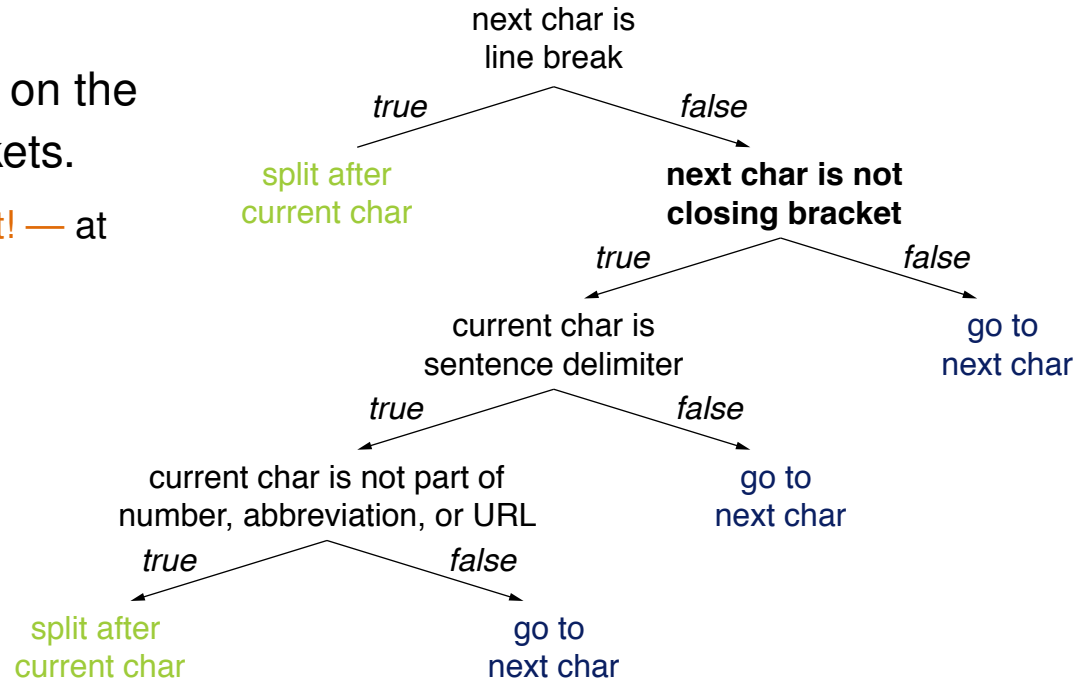 on the
kets.
t! — at
next char is
line break
true
false
split after
current char
next char is not
closing bracket
true
false
current char is
sentence delimiter
go to
next char
true
false
current char is not part of
number, abbreviation, or URL
go to
next char
true
false
split after
current char
go to
next char